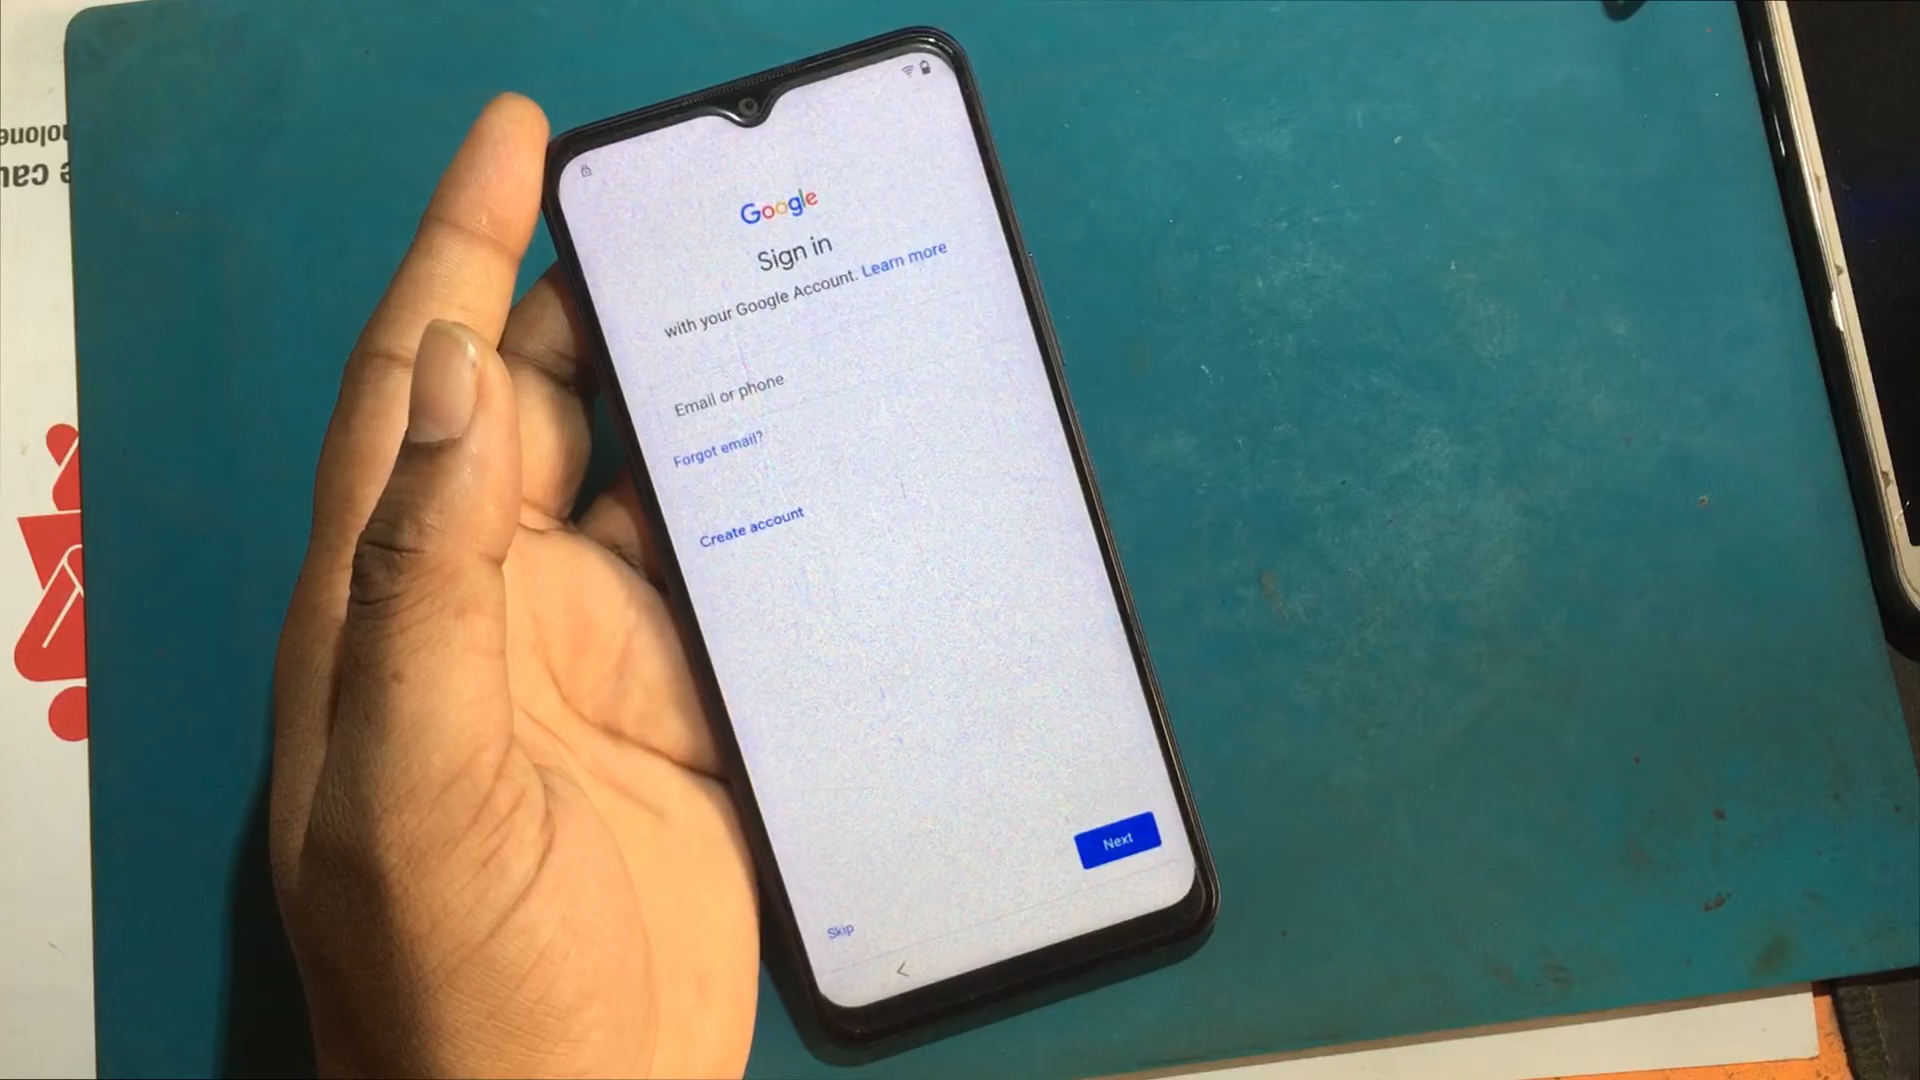 Google
Sign in
with your Google Account. Learn more
Email or phone
Forgot email?
Create account
Next
Skip